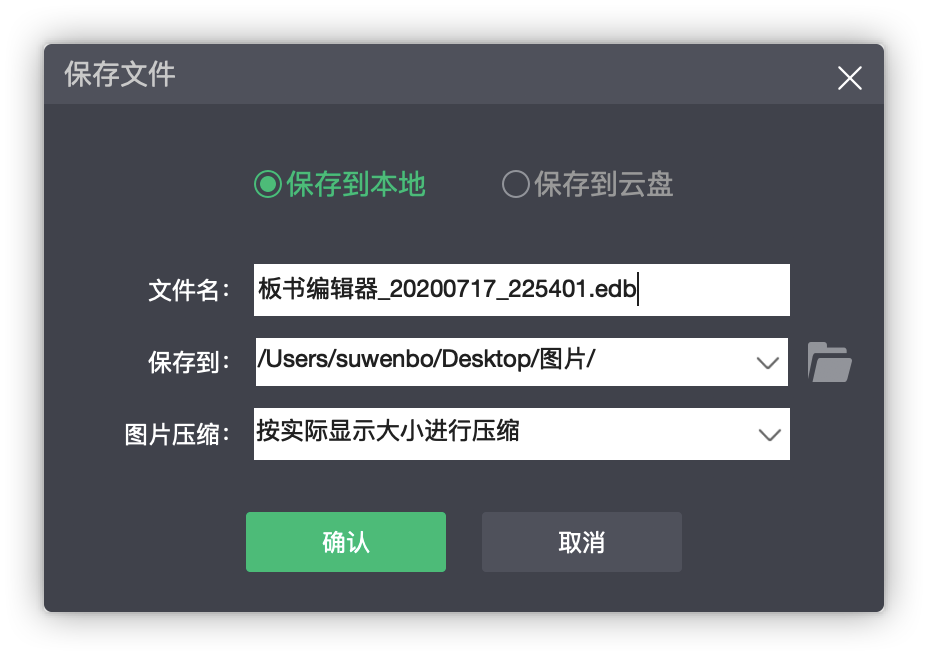 保存文件
保存到本地 保存到云盘
文件名： 板书编辑器_20200717_225401.edb
保存到： /Users/suwenbo/Desktop/图片/
图片压缩： 按实际显示大小进行压缩
确认 取消